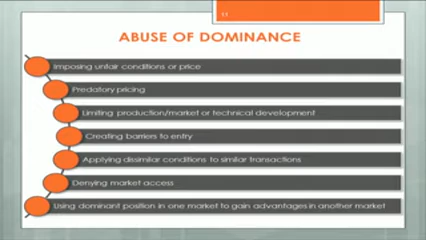 11
ABUSE OF DOMINANCE
Imposing unfair conditions or price
Predatory pricing
Limiting production/market or technical development
Creating barriers to entry
Applying dissimilar conditions to similar transactions
Denying market access
Using dominant position in one market to gain advantages in another market